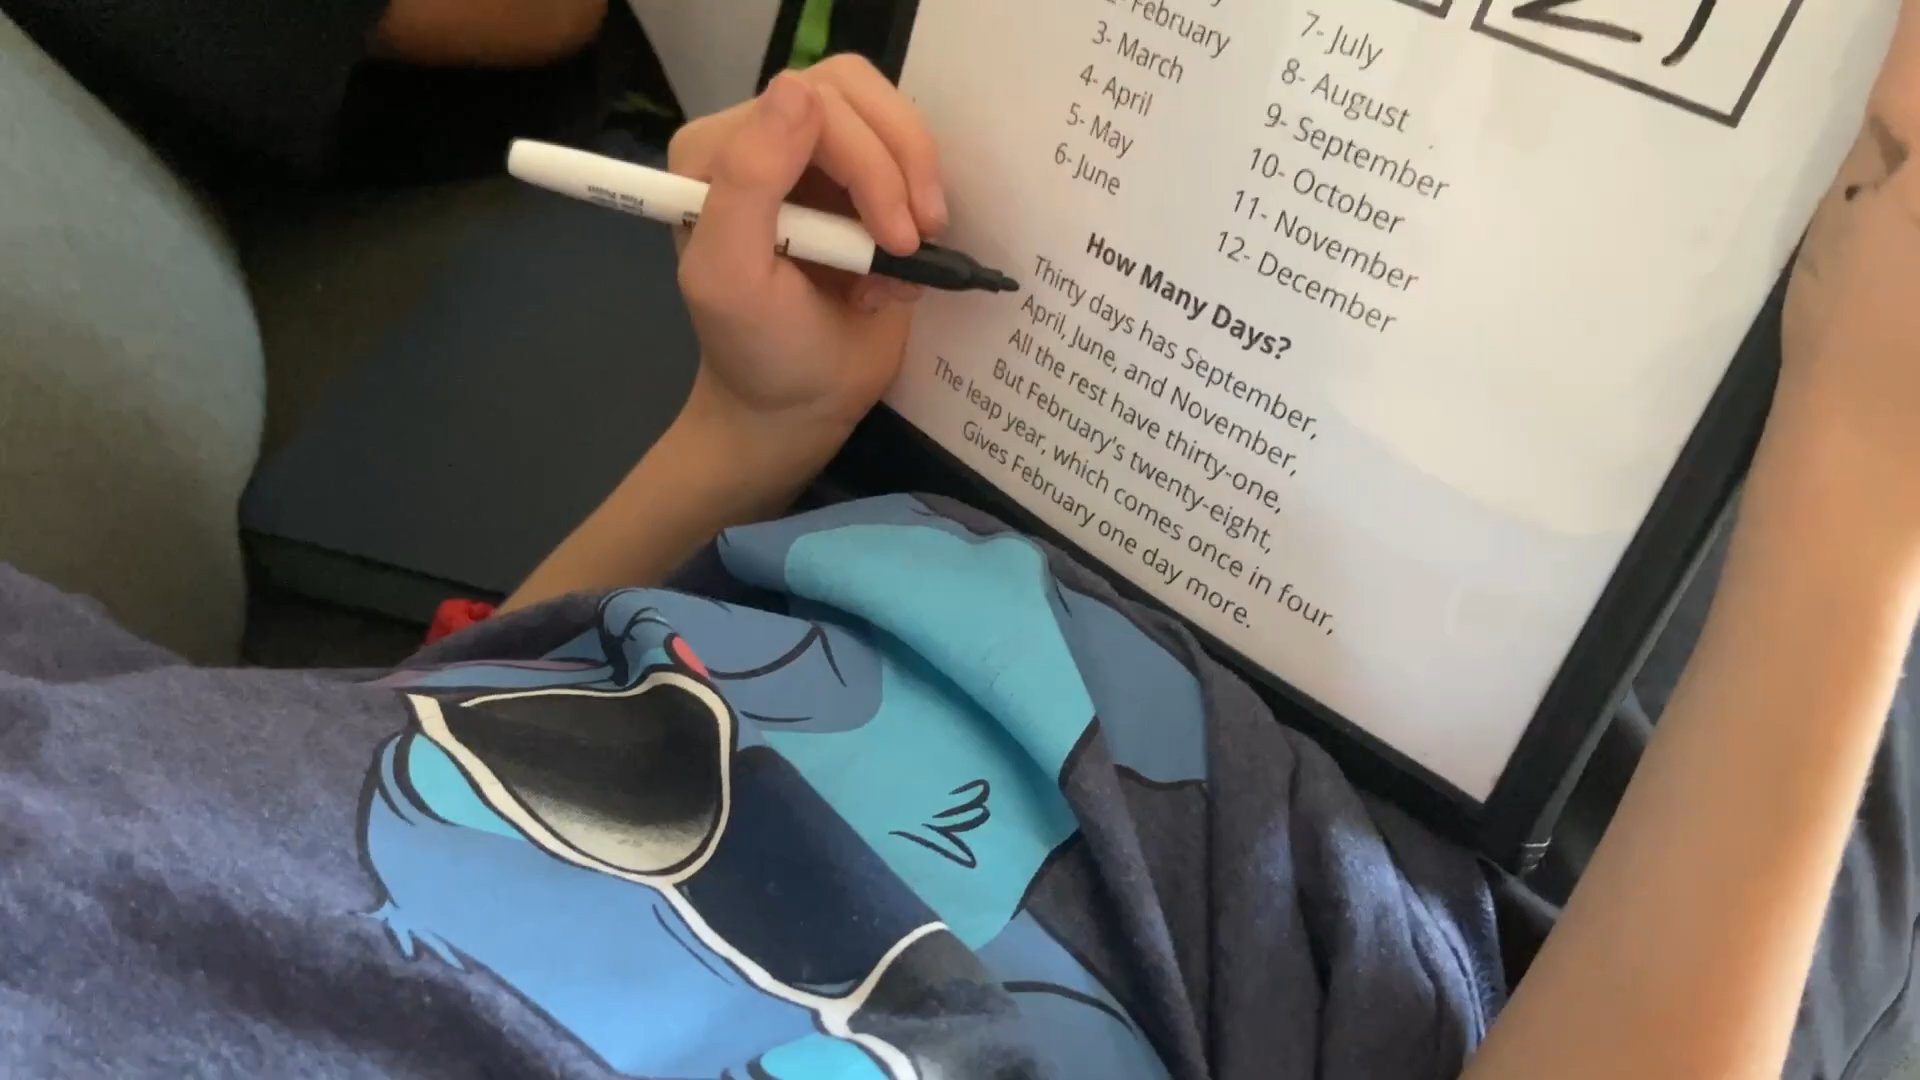 February
3- March
4- April
5- May
6- June
7- July
8- August
9- September
10- October
11- November
12- December
How Many Days?
Thirty days has September,
April, June, and November,
All the rest have thirty-one,
But February's twenty-eight,
The leap year, which comes once in four,
Gives February one day more.